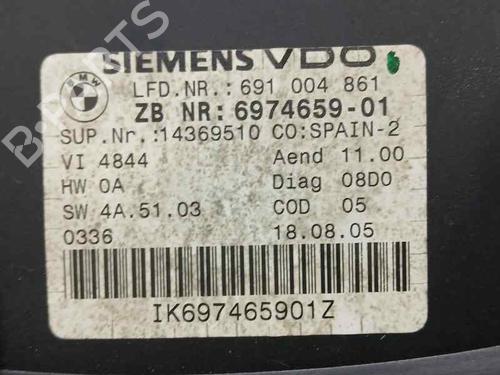 SIEMENS VDO
BMW
LFD.NR.: 691 004 861
ZB NR: 6974659-01
SUP.Nr.:14369510 CO:SPAIN-2
VI 4844 Aend 11.00
HW 0A Diag 08D0
SW 4A.51.03 COD 05
0336 18.08.05
IK697465901Z
B-PARTS